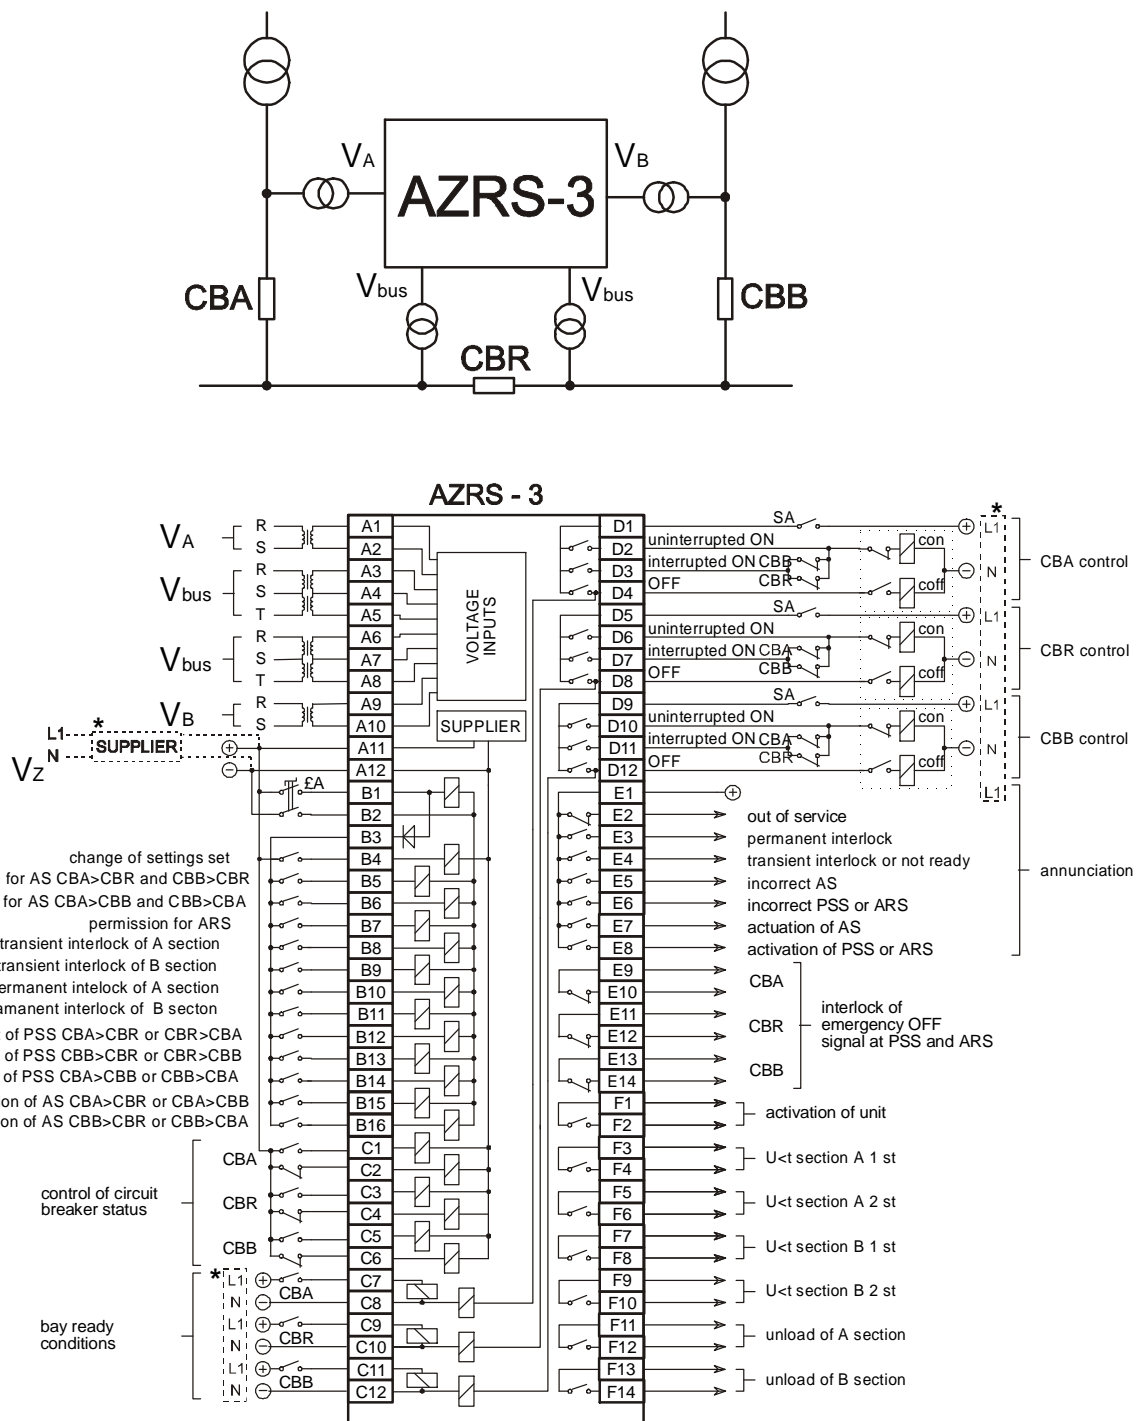 V A
V B
AZRS-3
V bus
V bus
CBA
CBB
CBR
AZRS - 3
V A
R
S
V bus
R
S
T
V bus
R
S
T
V B
R
S
L1
N
V Z
*
SUPPLIER
+
-
£A
change of settings set
for AS CBA>CBR and CBB>CBR
for AS CBA>CBB and CBB>CBA
permission for ARS
transient interlock of A section
transient interlock of B section
ermanent intelock of A section
amanent interlock of B secton
of PSS CBA>CBR or CBR>CBA
of PSS CBB>CBR or CBR>CBB
of PSS CBA>CBB or CBB>CBA
on of AS CBA>CBR or CBA>CBB
on of AS CBB>CBR or CBB>CBA
control of circuit
breaker status
CBA
CBR
CBB
bay ready
conditions
*
L1 +
N - CBA
L1 +
N - CBR
L1 +
N - CBB
A1
A2
A3
A4
A5
A6
A7
A8
A9
A10
A11
A12
B1
B2
B3
B4
B5
B6
B7
B8
B9
B10
B11
B12
B13
B14
B15
B16
C1
C2
C3
C4
C5
C6
C7
C8
C9
C10
C11
C12
VOLTAGE
INPUTS
SUPPLIER
D1
D2
D3
D4
D5
D6
D7
D8
D9
D10
D11
D12
E1
E2
E3
E4
E5
E6
E7
E8
E9
E10
E11
E12
E13
E14
F1
F2
F3
F4
F5
F6
F7
F8
F9
F10
F11
F12
F13
F14
SA
uninterrupted ON
interrupted ON CBB
CBR
OFF
con
coff
*
+ L1
- N
CBA control
SA
uninterrupted ON
interrupted ON CBA
CBB
OFF
con
coff
+ L1
- N
CBR control
SA
uninterrupted ON
interrupted ON CBA
CBR
OFF
con
coff
+ L1
- N
CBB control
L1
+
out of service
permanent interlock
transient interlock or not ready
incorrect AS
incorrect PSS or ARS
actuation of AS
activation of PSS or ARS
annunciation
CBA
CBR
CBB
interlock of
emergency OFF
signal at PSS and ARS
activation of unit
U<t section A 1 st
U<t section A 2 st
U<t section B 1 st
U<t section B 2 st
unload of A section
unload of B section